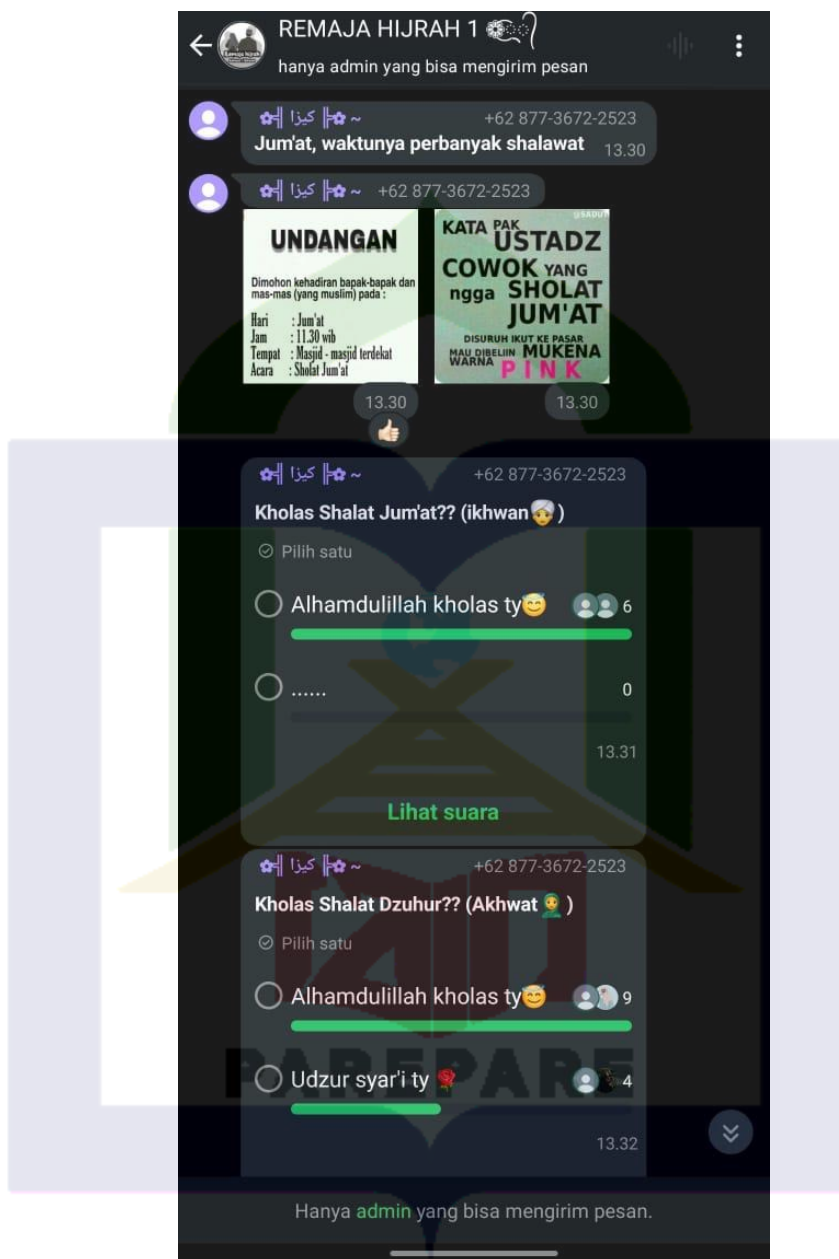 REMAJA HIJRAH 1
hanya admin yang bisa mengirim pesan
~ كيزا +62 877-3672-2523
Jum'at, waktunya perbanyak shalawat 13.30
~ كيزا +62 877-3672-2523
UNDANGAN
Dimohon kehadiran bapak-bapak dan
mas-mas (yang muslim) pada :
Hari : Jum'at
Jam : 11.30 wib
Tempat : Masjid - masjid terdekat
Acara : Sholat Jum'at
13.30
KATA PAK
USTADZ
COWOK YANG
ngga SHOLAT
JUM'AT
DISURUH IKUT KE PASAR
MAU DIBELIIN MUKENA
WARNA PINK
13.30
~ كيزا +62 877-3672-2523
Kholas Shalat Jum'at?? (ikhwan👳)
Pilih satu
Alhamdulillah kholas ty😇 6
...... 0
13.31
Lihat suara
~ كيزا +62 877-3672-2523
Kholas Shalat Dzuhur?? (Akhwat🧕)
Pilih satu
Alhamdulillah kholas ty😇 9
Udzur syar'i ty🌹 4
13.32
PAREPARE
Hanya admin yang bisa mengirim pesan.